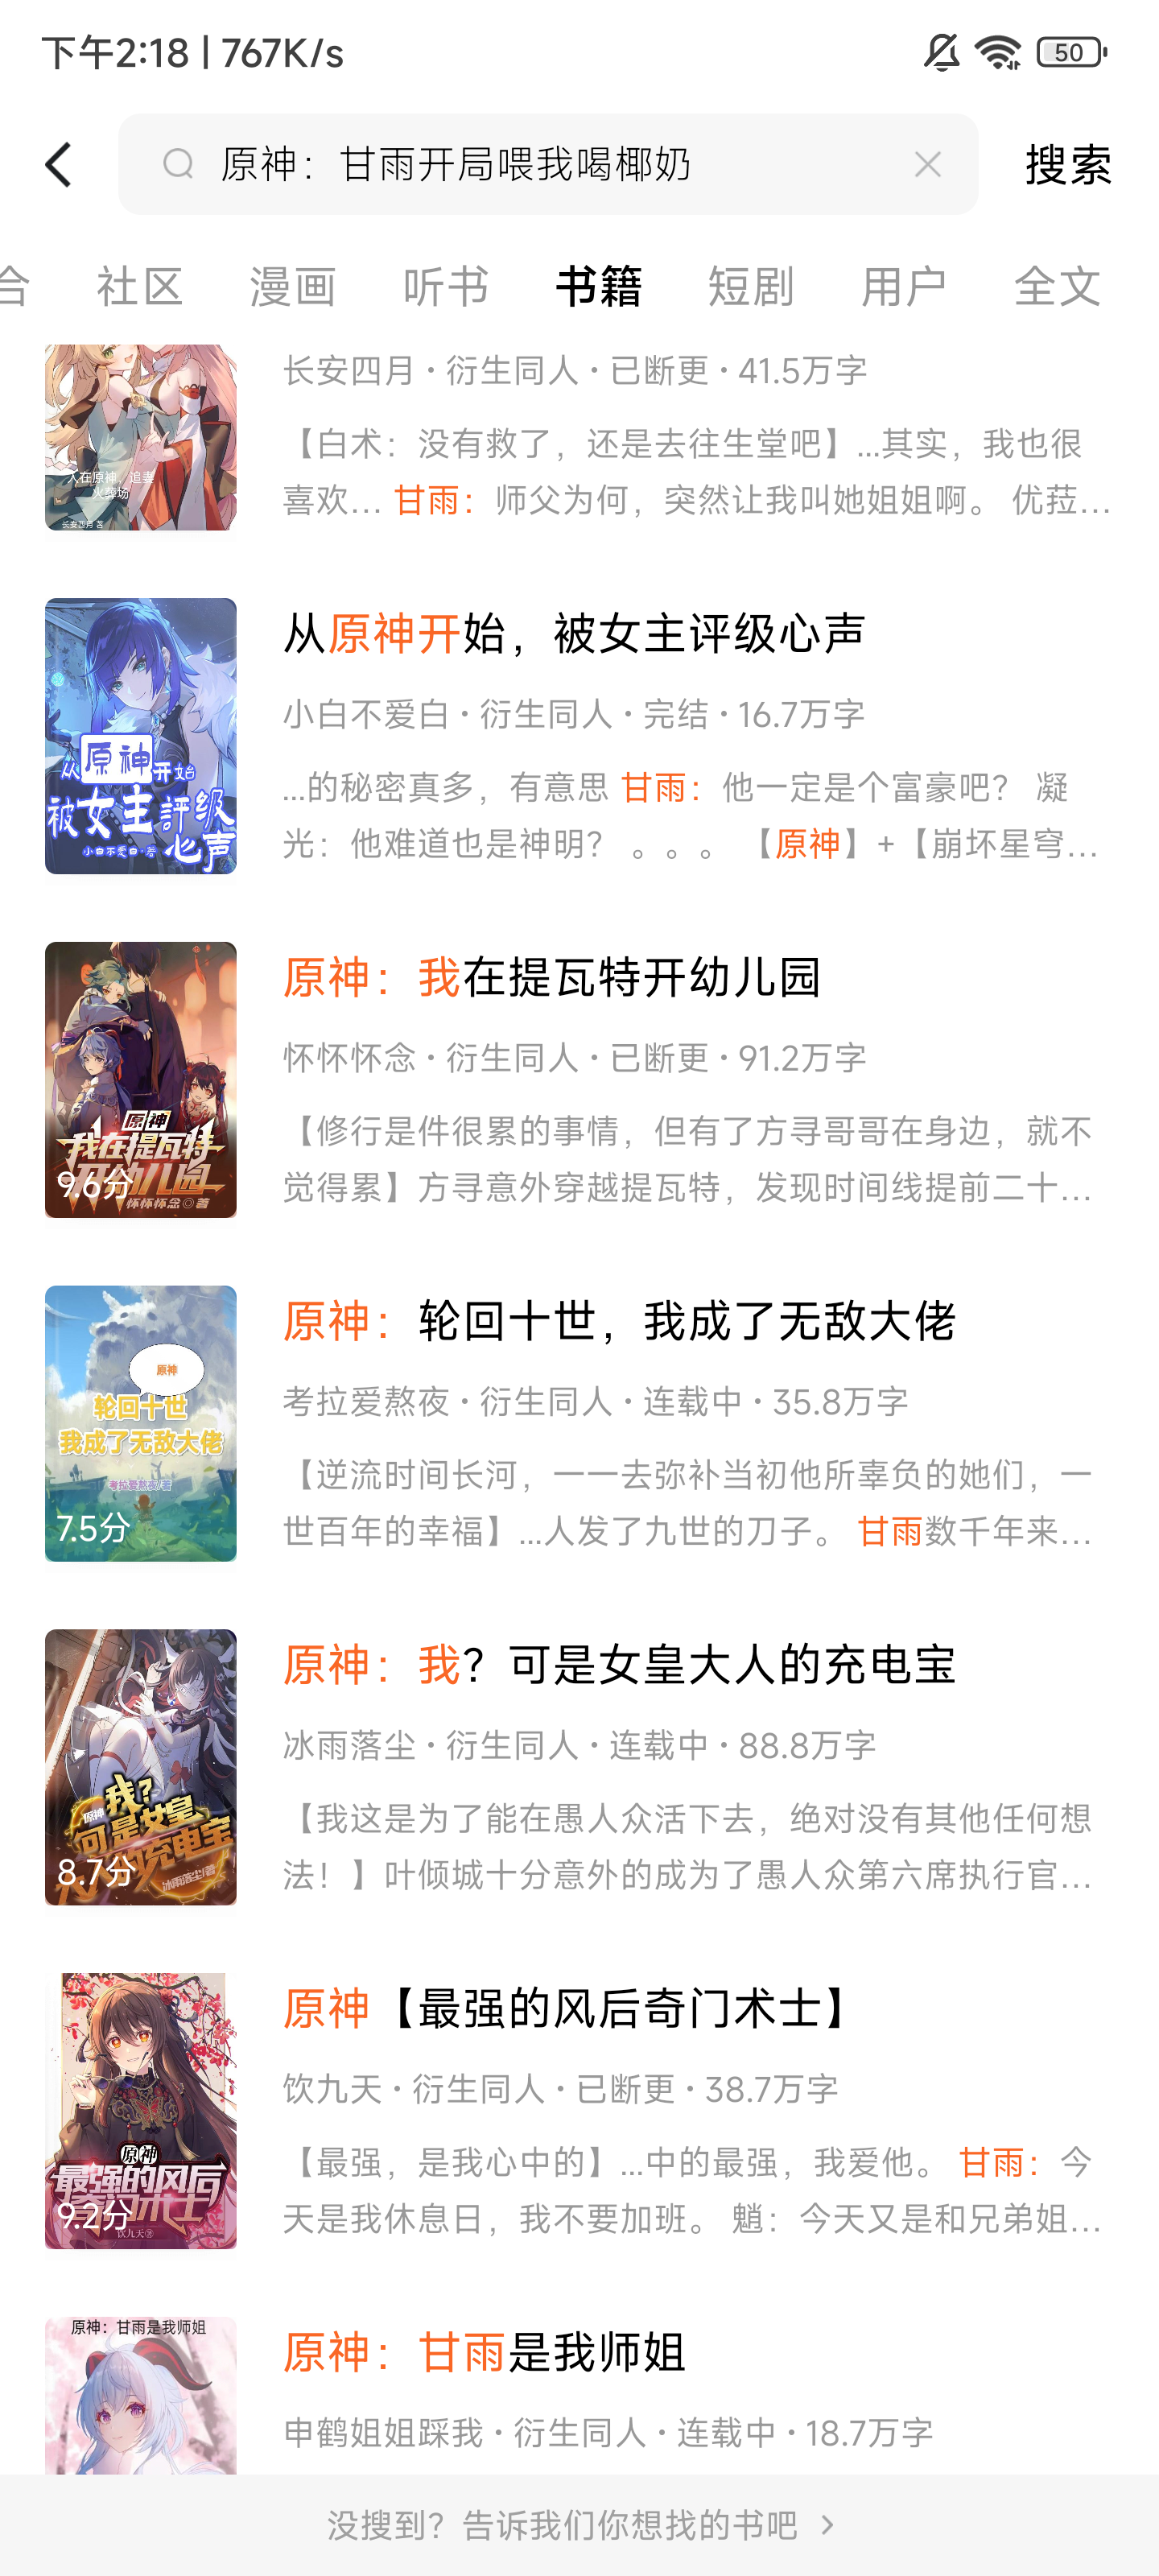 下午2:18 | 767K/s
50
原神：甘雨开局喂我喝椰奶
搜索
合 社区 漫画 听书 书籍 短剧 用户 全文
人在原神，追妻
火葬场
长安四月 著
长安四月 · 衍生同人 · 已断更 · 41.5万字
【白术：没有救了，还是去往生堂吧】...其实，我也很
喜欢... 甘雨：师父为何，突然让我叫她姐姐啊。 优菈...
从原神开始
被女主評级
心声
小白不爱白·著
从原神开始，被女主评级心声
小白不爱白 · 衍生同人 · 完结 · 16.7万字
...的秘密真多，有意思 甘雨：他一定是个富豪吧？ 凝
光：他难道也是神明？ 。。。 【原神】+【崩坏星穹...
原神
我在提瓦特
开幼儿园
9.6分
怀怀怀念◎著
原神：我在提瓦特开幼儿园
怀怀怀念 · 衍生同人 · 已断更 · 91.2万字
【修行是件很累的事情，但有了方寻哥哥在身边，就不
觉得累】方寻意外穿越提瓦特，发现时间线提前二十...
原神
轮回十世
我成了无敌大佬
考拉爱熬夜/著
7.5分
原神：轮回十世，我成了无敌大佬
考拉爱熬夜 · 衍生同人 · 连载中 · 35.8万字
【逆流时间长河，一一去弥补当初他所辜负的她们，一
世百年的幸福】...人发了九世的刀子。 甘雨数千年来...
原神
我?
可是女皇
充电宝
8.7分
冰雨落尘/著
原神：我？可是女皇大人的充电宝
冰雨落尘 · 衍生同人 · 连载中 · 88.8万字
【我这是为了能在愚人众活下去，绝对没有其他任何想
法！】叶倾城十分意外的成为了愚人众第六席执行官...
原神
最强的风后
奇门术士
9.2分
饮九天
原神【最强的风后奇门术士】
饮九天 · 衍生同人 · 已断更 · 38.7万字
【最强，是我心中的】...中的最强，我爱他。 甘雨：今
天是我休息日，我不要加班。 魈：今天又是和兄弟姐...
原神：甘雨是我师姐
原神：甘雨是我师姐
申鹤姐姐踩我 · 衍生同人 · 连载中 · 18.7万字
没搜到？告诉我们你想找的书吧 >